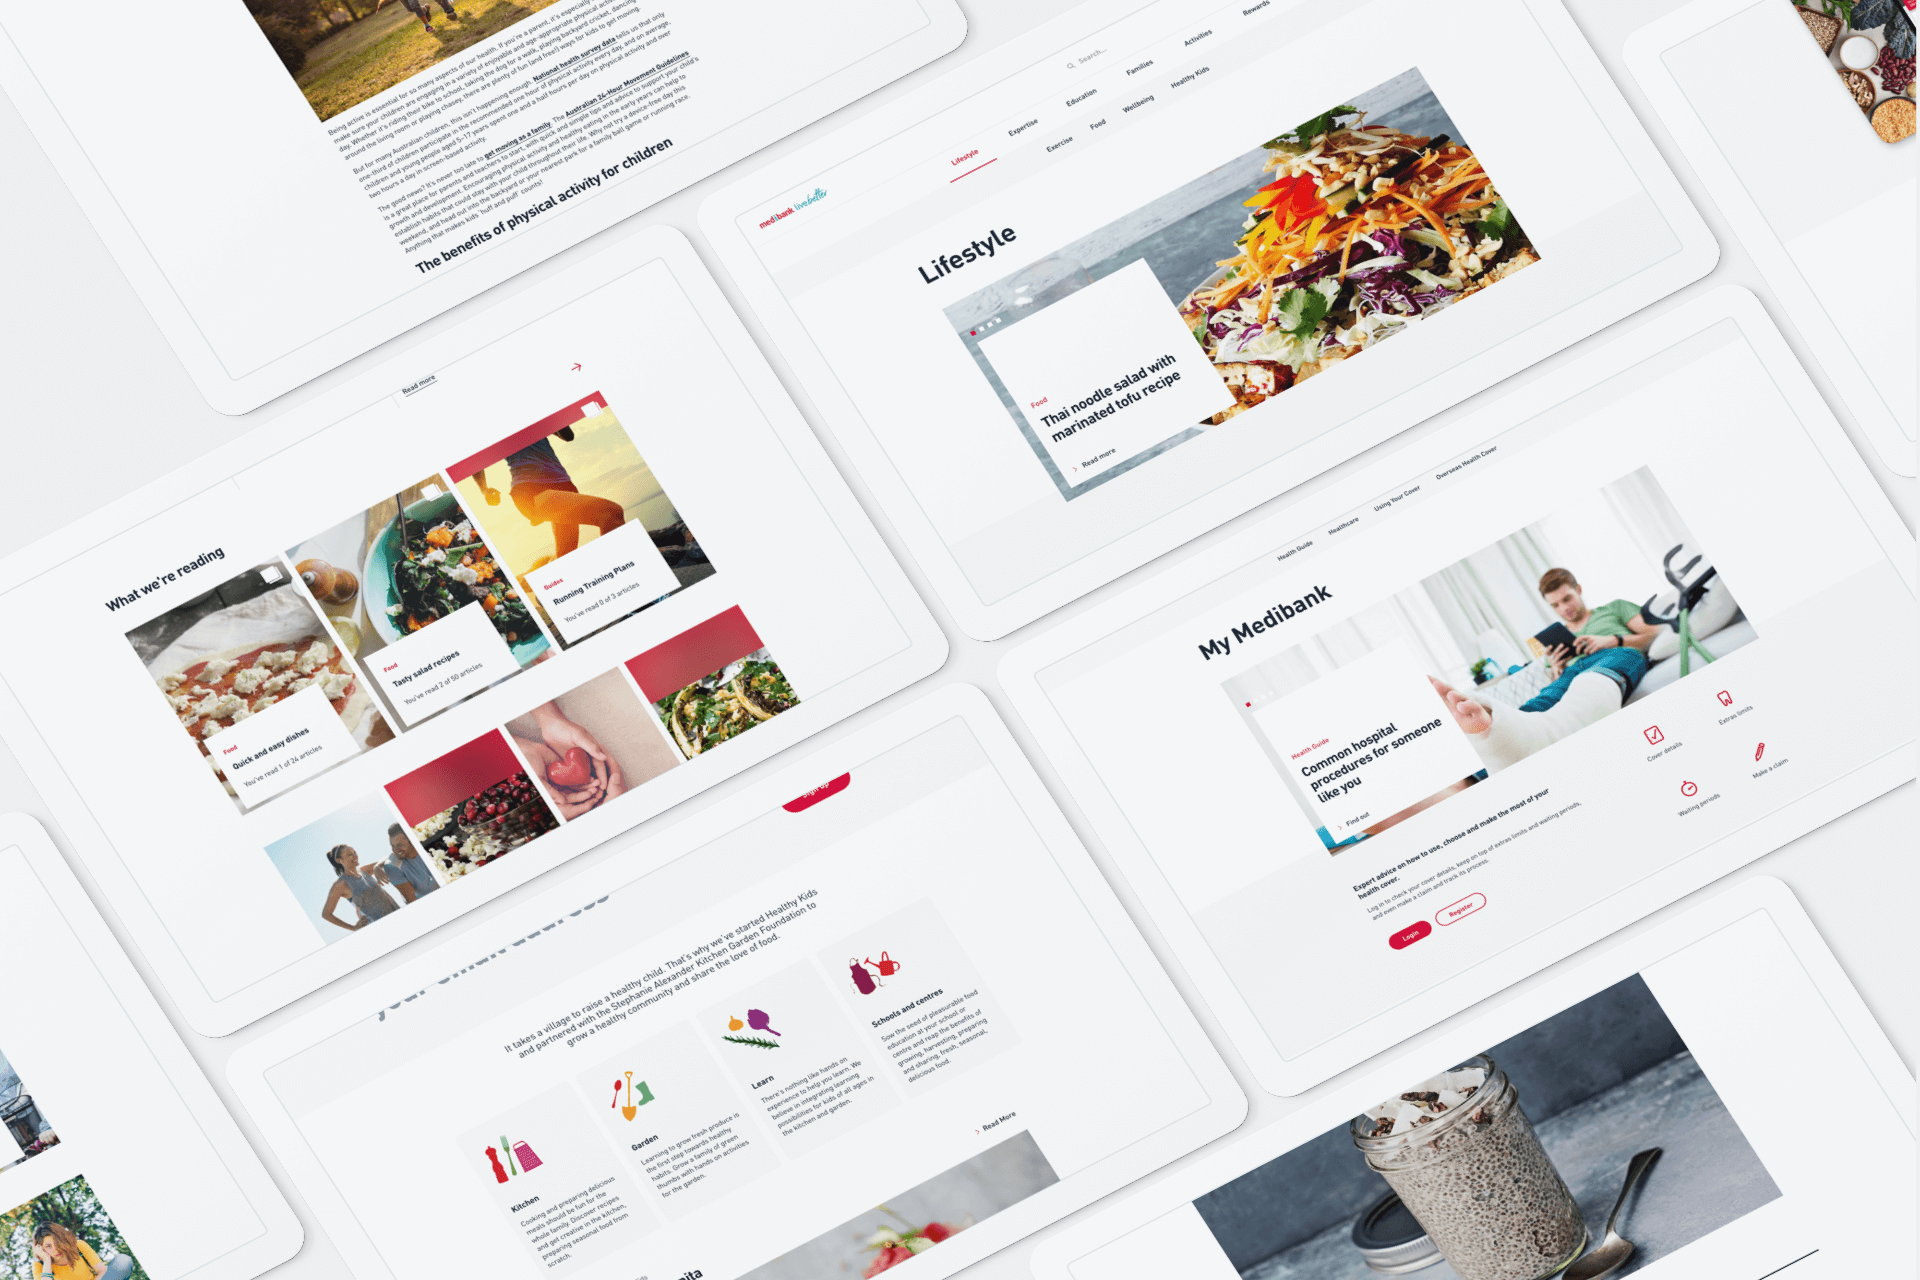 Being active is essential for so many aspects of our health. If you're a parent, it's especially
make sure your children are engaging in a variety of enjoyable and age-appropriate physical
day. Whether it's riding their bike to school, taking the dog for a walk, playing backyard cricket, dancing
around the living room or playing chasey, there are plenty of fun (and free!) ways for kids to get moving.
But for many Australian children, this isn't happening enough. National health survey data tells us that only
one-third of children participate in the recommended one hour of physical activity every day, and on average,
children and young people aged 5–17 years spent one and a half hours per day on physical activity and over
two hours a day in screen-based activity.
The good news? It's never too late to get moving as a family. The Australian 24-Hour Movement Guidelines
is a great place for parents and teachers to start, with quick and simple tips and advice to support your child's
growth and development. Encouraging physical activity and healthy eating in the early years can help to
establish habits that could stay with your child throughout their life. Why not try a device-free day this
weekend, and head out into the backyard or your nearest park for a family ball game or running race.
Anything that makes kids 'huff and puff' counts!
The benefits of physical activity for children
medibank live better
Search...
Lifestyle
Expertise
Education
Families
Activities
Rewards
Exercise
Food
Wellbeing
Healthy Kids
Lifestyle
Food
Thai noodle salad with
marinated tofu recipe
Read more
Read more
What we're reading
Food
Quick and easy dishes
You've read 1 of 24 articles
Food
Tasty salad recipes
You've read 2 of 50 articles
Guides
Running Training Plans
You've read 0 of 3 articles
Health Guide
Healthcare
Using Your Cover
Overseas Health Cover
My Medibank
Health Guide
Common hospital
procedures for someone
like you
Find out
Expert advice on how to use, choose and make the most of your
health cover.
Log in to check your cover details, keep on top of extras limits and waiting periods,
and even make a claim and track its process.
Login
Register
Cover details
Extras limits
Waiting periods
Make a claim
Sign Up
It takes a village to raise a healthy child. That's why we've started Healthy Kids
and partnered with the Stephanie Alexander Kitchen Garden Foundation to
grow a healthy community and share the love of food.
Kitchen
Cooking and preparing delicious
meals should be fun for the
whole family. Discover recipes
and get creative in the kitchen,
preparing seasonal food from
scratch.
Garden
Learning to grow fresh produce is
the first step towards healthy
habits. Grow a family of green
thumbs with hands on activities
for the garden.
Learn
There's nothing like hands on
experience to help you learn. We
believe in integrating learning
possibilities for kids of all ages in
the kitchen and garden.
Schools and centres
Sow the seed of pleasurable food
education at your school or
centre and reap the benefits of
growing, harvesting, preparing
and sharing, fresh, seasonal,
delicious food.
Read More